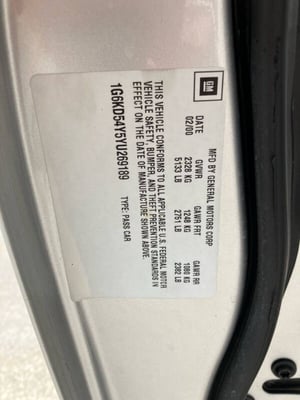 GM
MFD BY GENERAL MOTORS CORP
DATE GVWR GAWR FRT GAWR RR
02/00 2328 KG 1248 KG 1080 KG
5133 LB 2751 LB 2382 LB
THIS VEHICLE CONFORMS TO ALL APPLICABLE U.S. FEDERAL MOTOR
VEHICLE SAFETY, BUMPER, AND THEFT PREVENTION STANDARDS IN
EFFECT ON THE DATE OF MANUFACTURE SHOWN ABOVE.
1G6KD54Y5YU269189 TYPE: PASS CAR